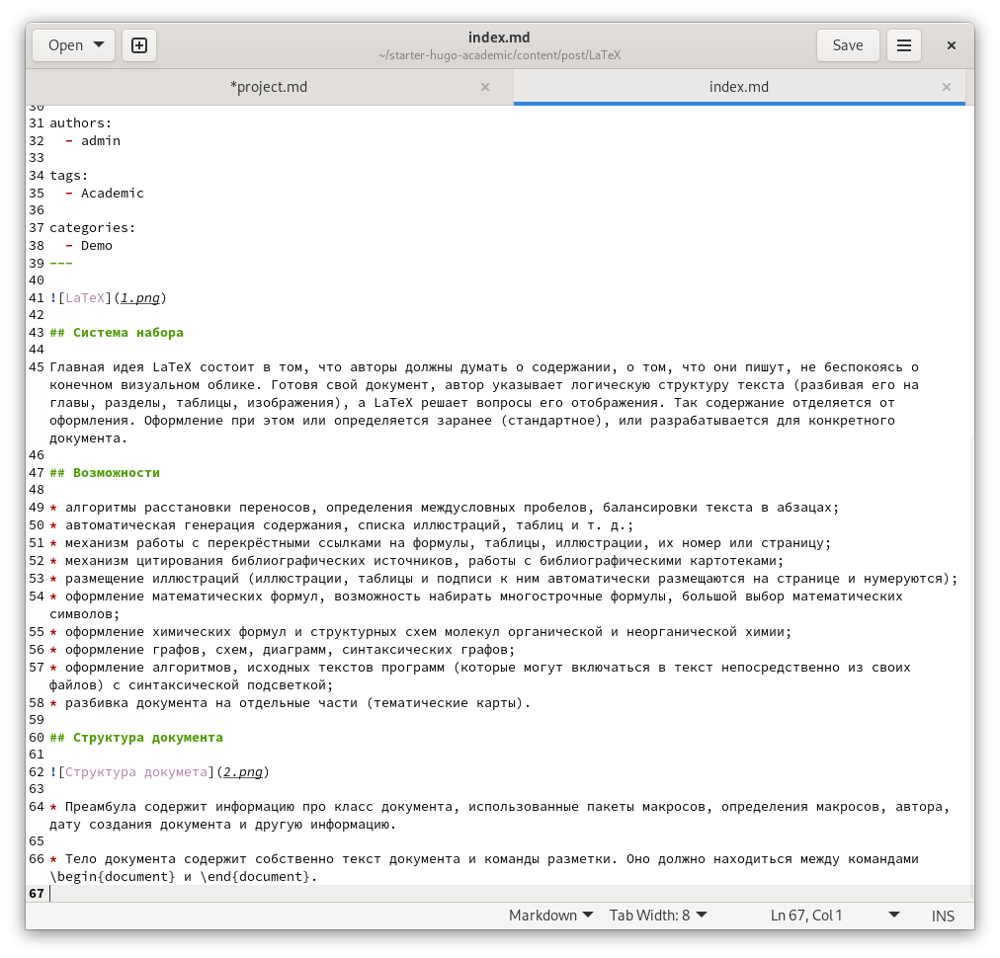 Open
index.md
~/starter-hugo-academic/content/post/LaTeX
Save
*project.md
index.md
30
31 authors:
32   - admin
33
34 tags:
35   - Academic
36
37 categories:
38   - Demo
39 ---
40
41 ![LaTeX](1.png)
42
43 ## Система набора
44
45 Главная идея LaTeX состоит в том, что авторы должны думать о содержании, о том, что они пишут, не беспокоясь о
конечном визуальном облике. Готовя свой документ, автор указывает логическую структуру текста (разбивая его на
главы, разделы, таблицы, изображения), а LaTeX решает вопросы его отображения. Так содержание отделяется от
оформления. Оформление при этом или определяется заранее (стандартное), или разрабатывается для конкретного
документа.
46
47 ## Возможности
48
49 * алгоритмы расстановки переносов, определения междусловных пробелов, балансировки текста в абзацах;
50 * автоматическая генерация содержания, списка иллюстраций, таблиц и т. д.;
51 * механизм работы с перекрёстными ссылками на формулы, таблицы, иллюстрации, их номер или страницу;
52 * механизм цитирования библиографических источников, работы с библиографическими картотеками;
53 * размещение иллюстраций (иллюстрации, таблицы и подписи к ним автоматически размещаются на странице и нумеруются);
54 * оформление математических формул, возможность набирать многострочные формулы, большой выбор математических
символов;
55 * оформление химических формул и структурных схем молекул органической и неорганической химии;
56 * оформление графов, схем, диаграмм, синтаксических графов;
57 * оформление алгоритмов, исходных текстов программ (которые могут включаться в текст непосредственно из своих
файлов) с синтаксической подсветкой;
58 * разбивка документа на отдельные части (тематические карты).
59
60 ## Структура документа
61
62 ![Структура докумета](2.png)
63
64 * Преамбула содержит информацию про класс документа, использованные пакеты макросов, определения макросов, автора,
дату создания документа и другую информацию.
65
66 * Тело документа содержит собственно текст документа и команды разметки. Оно должно находиться между командами
\begin{document} и \end{document}.
67
Markdown Tab Width: 8 Ln 67, Col 1 INS